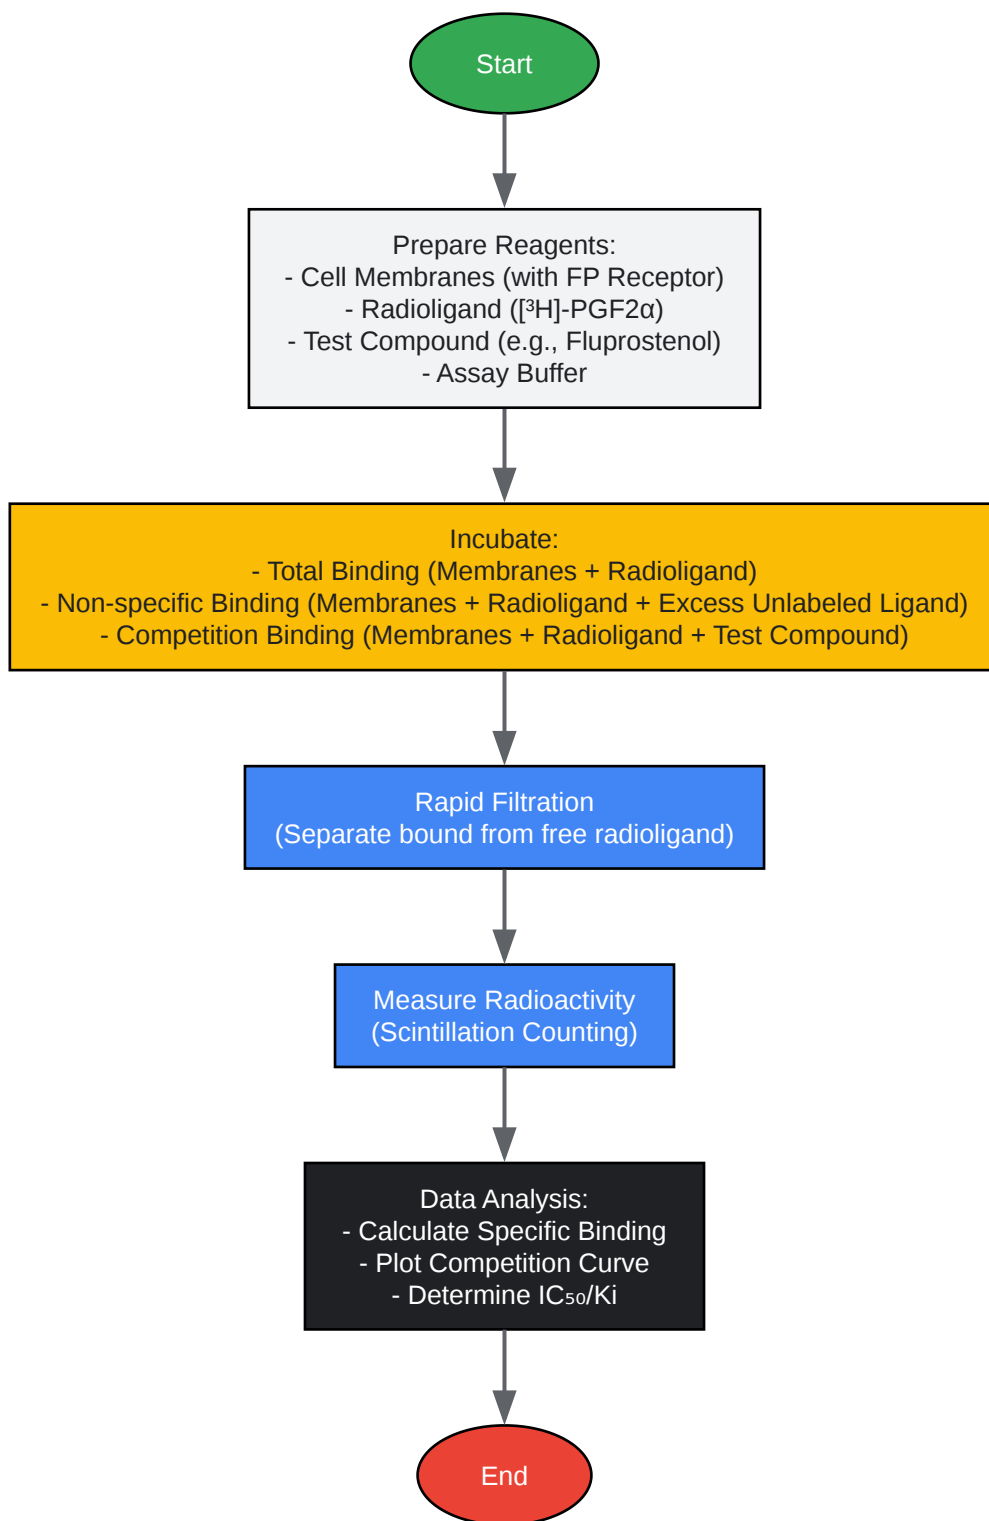 Start
Prepare Reagents:
- Cell Membranes (with FP Receptor)
- Radioligand ([³H]-PGF2α)
- Test Compound (e.g., Fluprostenol)
- Assay Buffer
Incubate:
- Total Binding (Membranes + Radioligand)
- Non-specific Binding (Membranes + Radioligand + Excess Unlabeled Ligand)
- Competition Binding (Membranes + Radioligand + Test Compound)
Rapid Filtration
(Separate bound from free radioligand)
Measure Radioactivity
(Scintillation Counting)
Data Analysis:
- Calculate Specific Binding
- Plot Competition Curve
- Determine IC₅₀/Ki
End